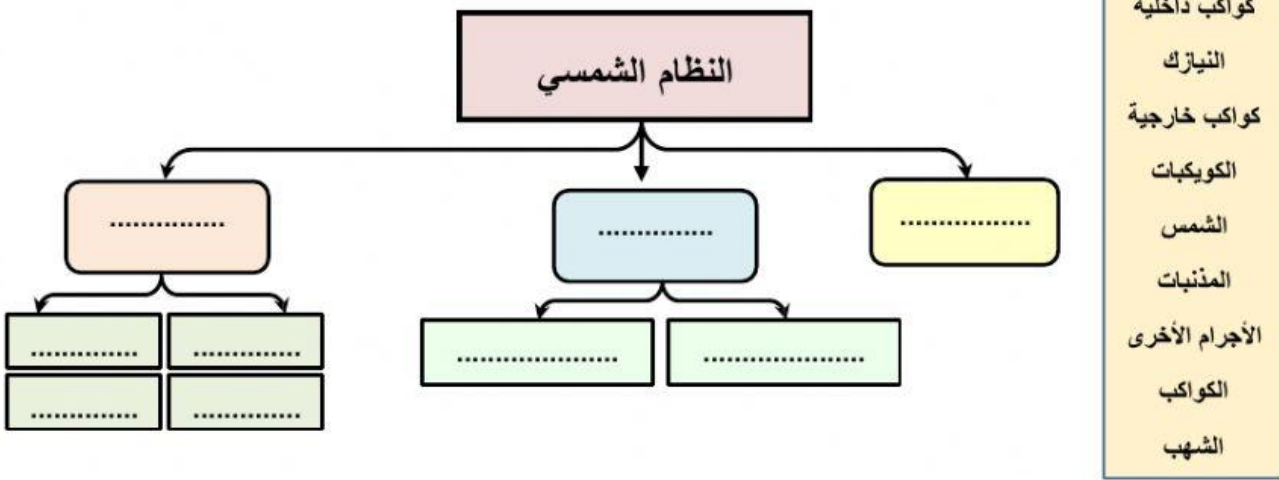 النظام الشمسي
.................
...............
...............
....................
....................
.............
.............
.............
.............
كواكب داخلية
النيازك
كواكب خارجية
الكويكبات
الشمس
المذنبات
الأجرام الأخرى
الكواكب
الشهب